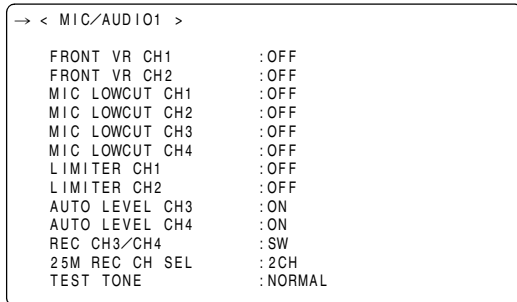 → < MIC/AUDIO1 >
FRONT VR CH1 :OFF
FRONT VR CH2 :OFF
MIC LOWCUT CH1 :OFF
MIC LOWCUT CH2 :OFF
MIC LOWCUT CH3 :OFF
MIC LOWCUT CH4 :OFF
LIMITER CH1 :OFF
LIMITER CH2 :OFF
AUTO LEVEL CH3 :ON
AUTO LEVEL CH4 :ON
REC CH3/CH4 :SW
25M REC CH SEL :2CH
TEST TONE :NORMAL